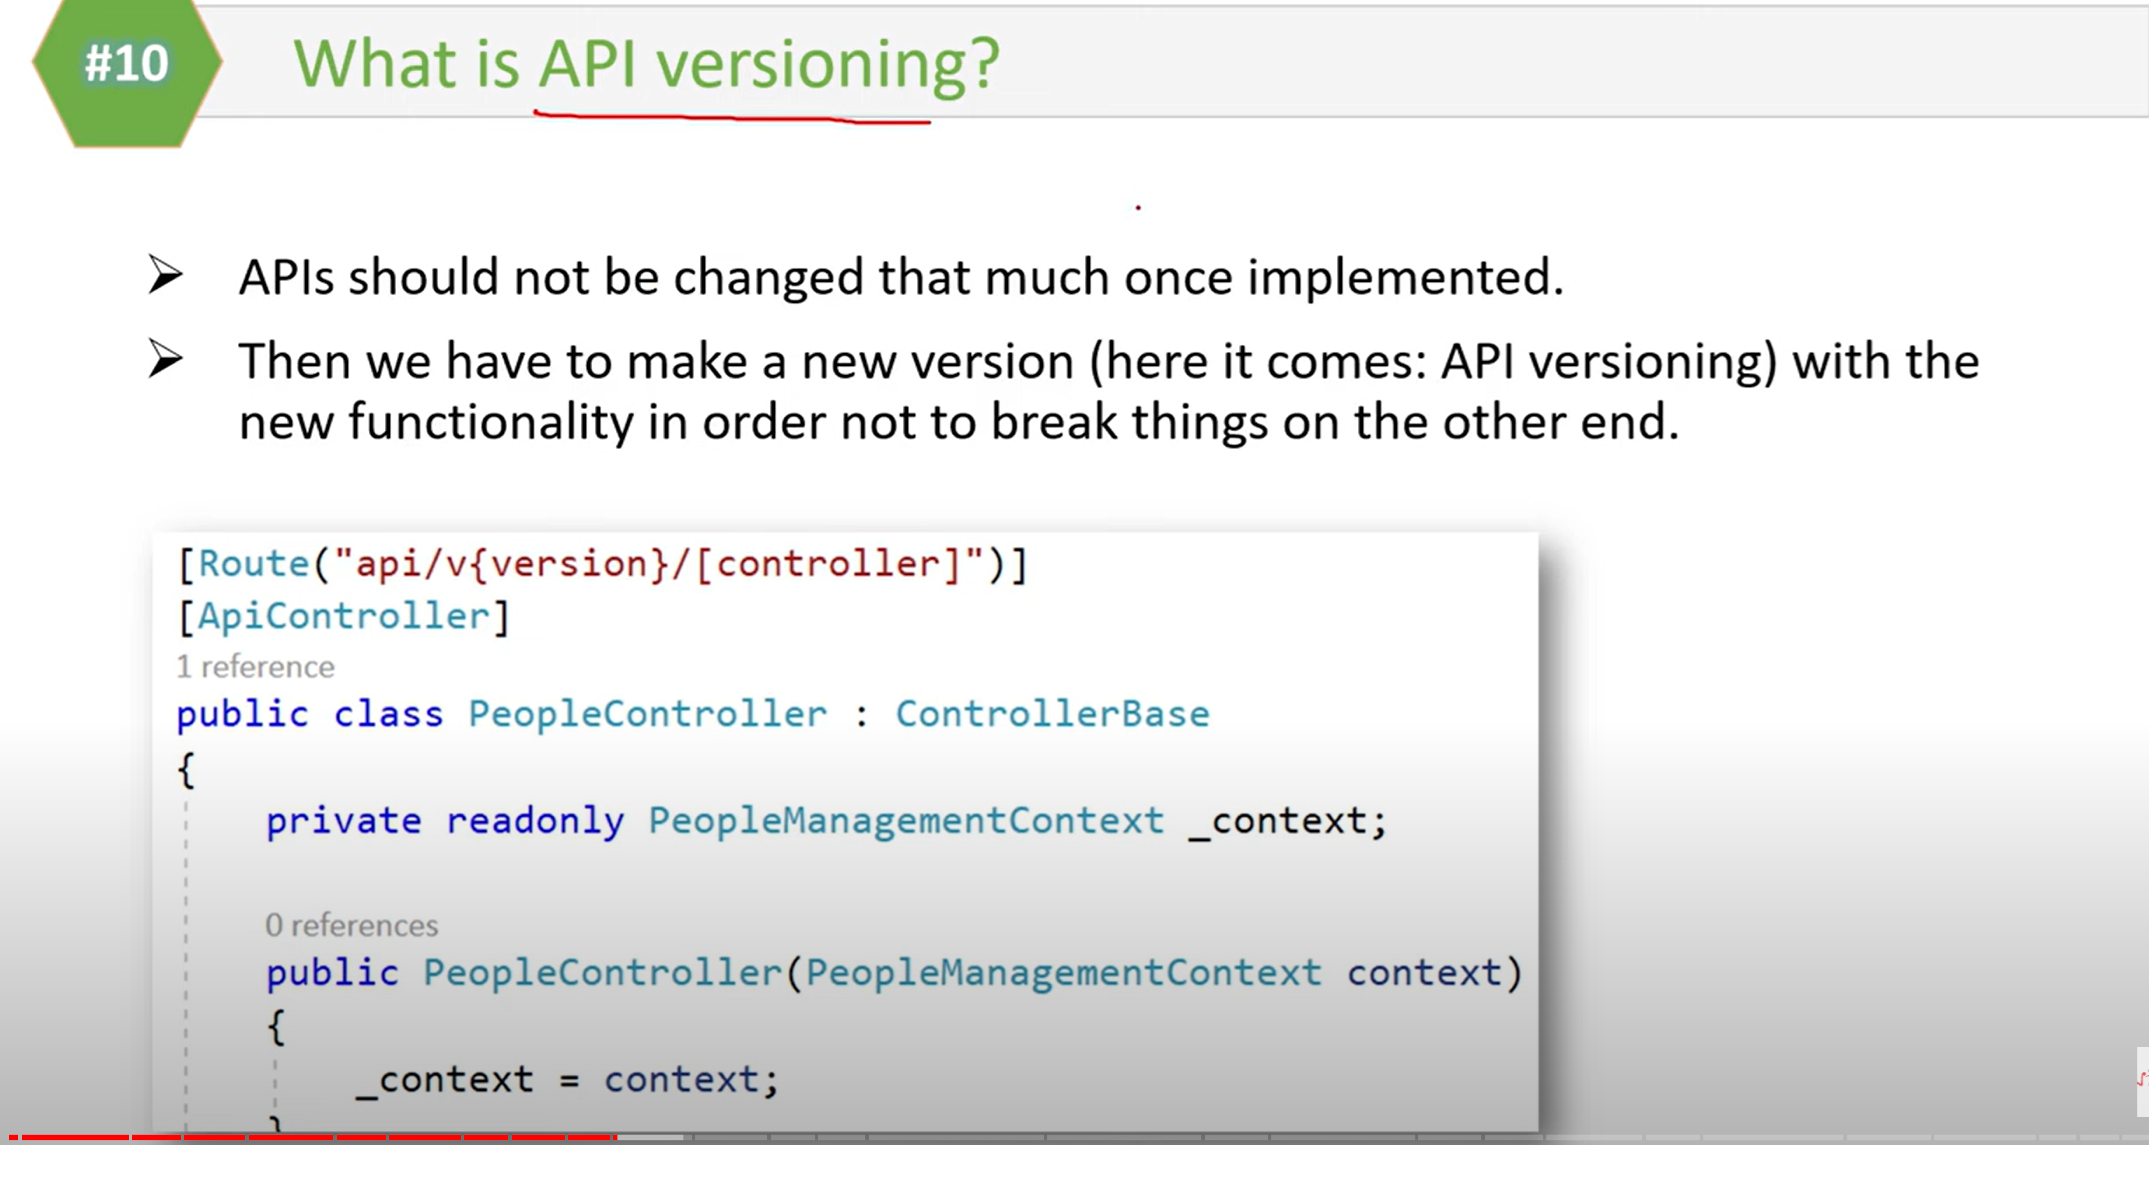 #10
What is API versioning?
APIs should not be changed that much once implemented.
Then we have to make a new version (here it comes: API versioning) with the
new functionality in order not to break things on the other end.
[Route("api/v{version}/[controller]")]
[ApiController]
1 reference
public class PeopleController : ControllerBase
{
private readonly PeopleManagementContext _context;
0 references
public PeopleController(PeopleManagementContext context)
{
_context = context;
}